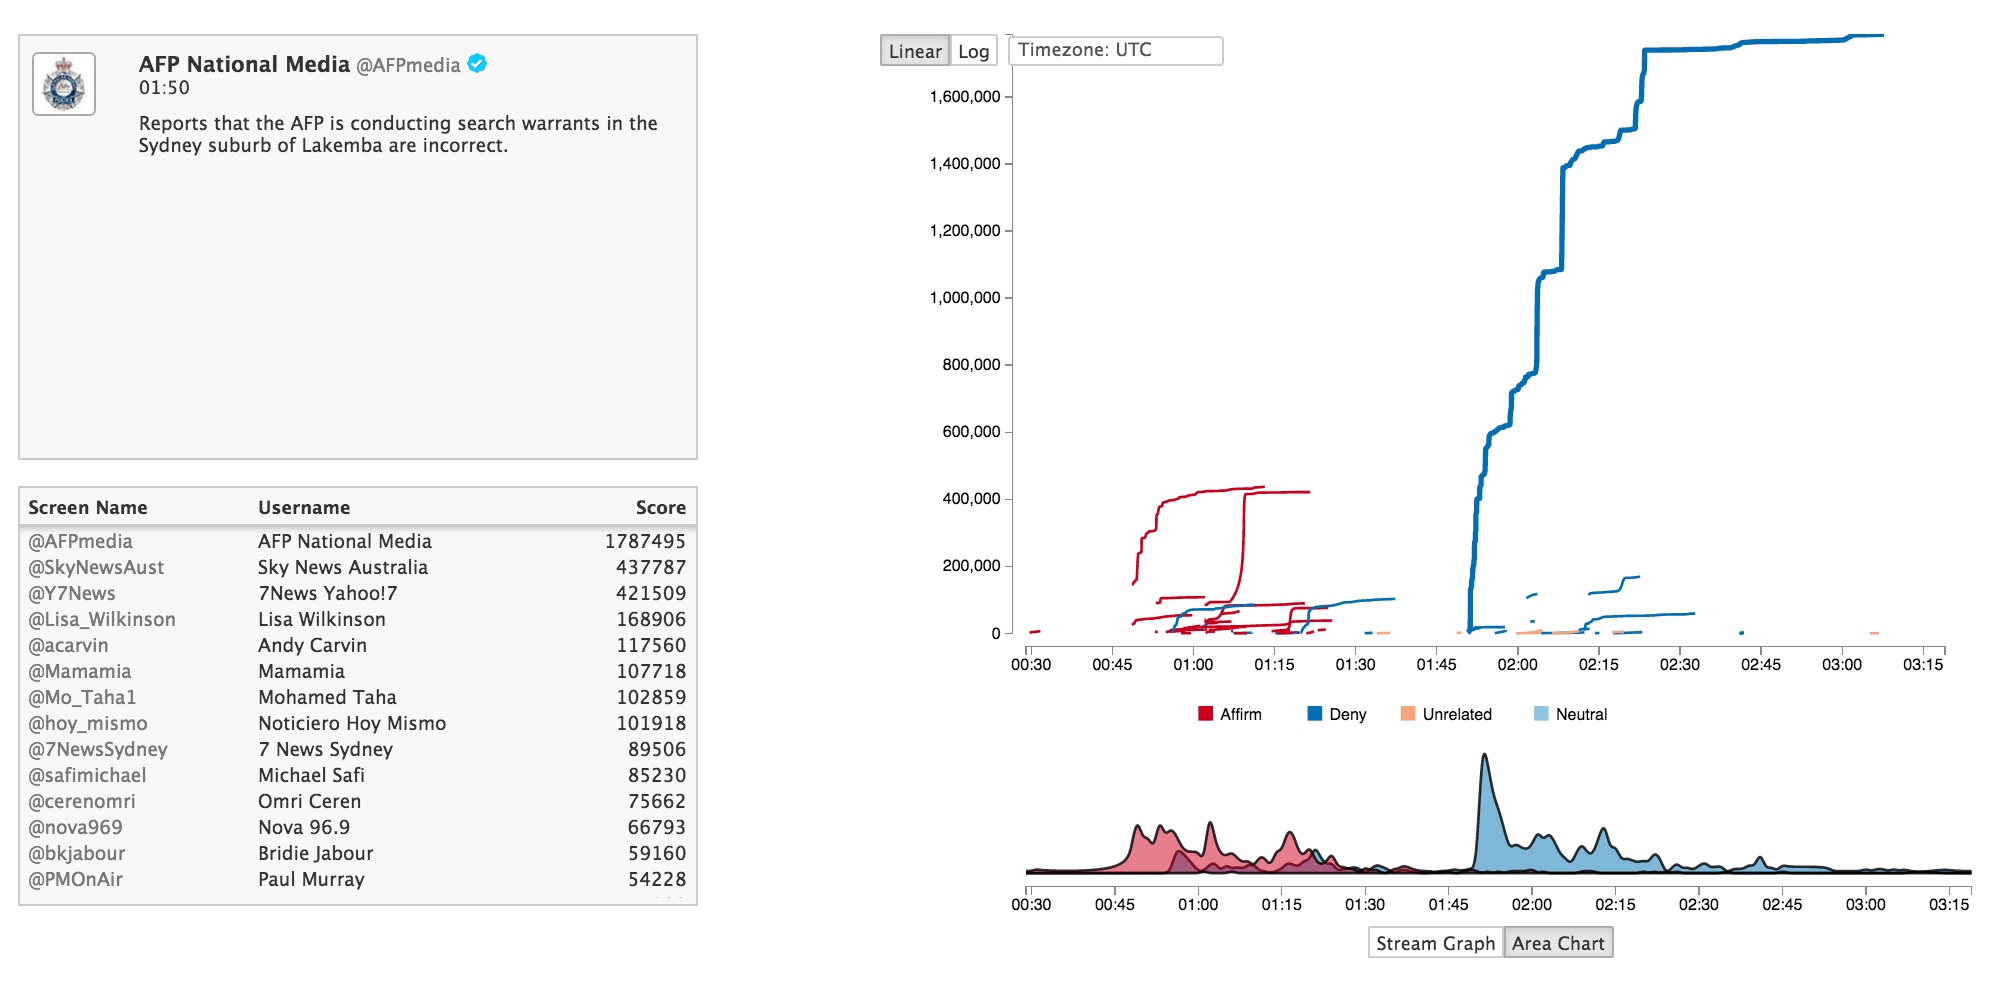 AFP National Media @AFPmedia
01:50
Reports that the AFP is conducting search warrants in the
Sydney suburb of Lakemba are incorrect.
Screen Name Username Score
@AFPmedia AFP National Media 1787495
@SkyNewsAust Sky News Australia 437787
@Y7News 7News Yahoo!7 421509
@Lisa_Wilkinson Lisa Wilkinson 168906
@acarvin Andy Carvin 117560
@Mamamia Mamamia 107718
@Mo_Taha1 Mohamed Taha 102859
@hoy_mismo Noticiero Hoy Mismo 101918
@7NewsSydney 7 News Sydney 89506
@safimichael Michael Safi 85230
@cerenomri Omri Ceren 75662
@nova969 Nova 96.9 66793
@bkjabour Bridie Jabour 59160
@PMOnAir Paul Murray 54228
Linear Log Timezone: UTC
1,600,000
1,400,000
1,200,000
1,000,000
800,000
600,000
400,000
200,000
0
00:30 00:45 01:00 01:15 01:30 01:45 02:00 02:15 02:30 02:45 03:00 03:15
Affirm Deny Unrelated Neutral
00:30 00:45 01:00 01:15 01:30 01:45 02:00 02:15 02:30 02:45 03:00 03:15
Stream Graph Area Chart